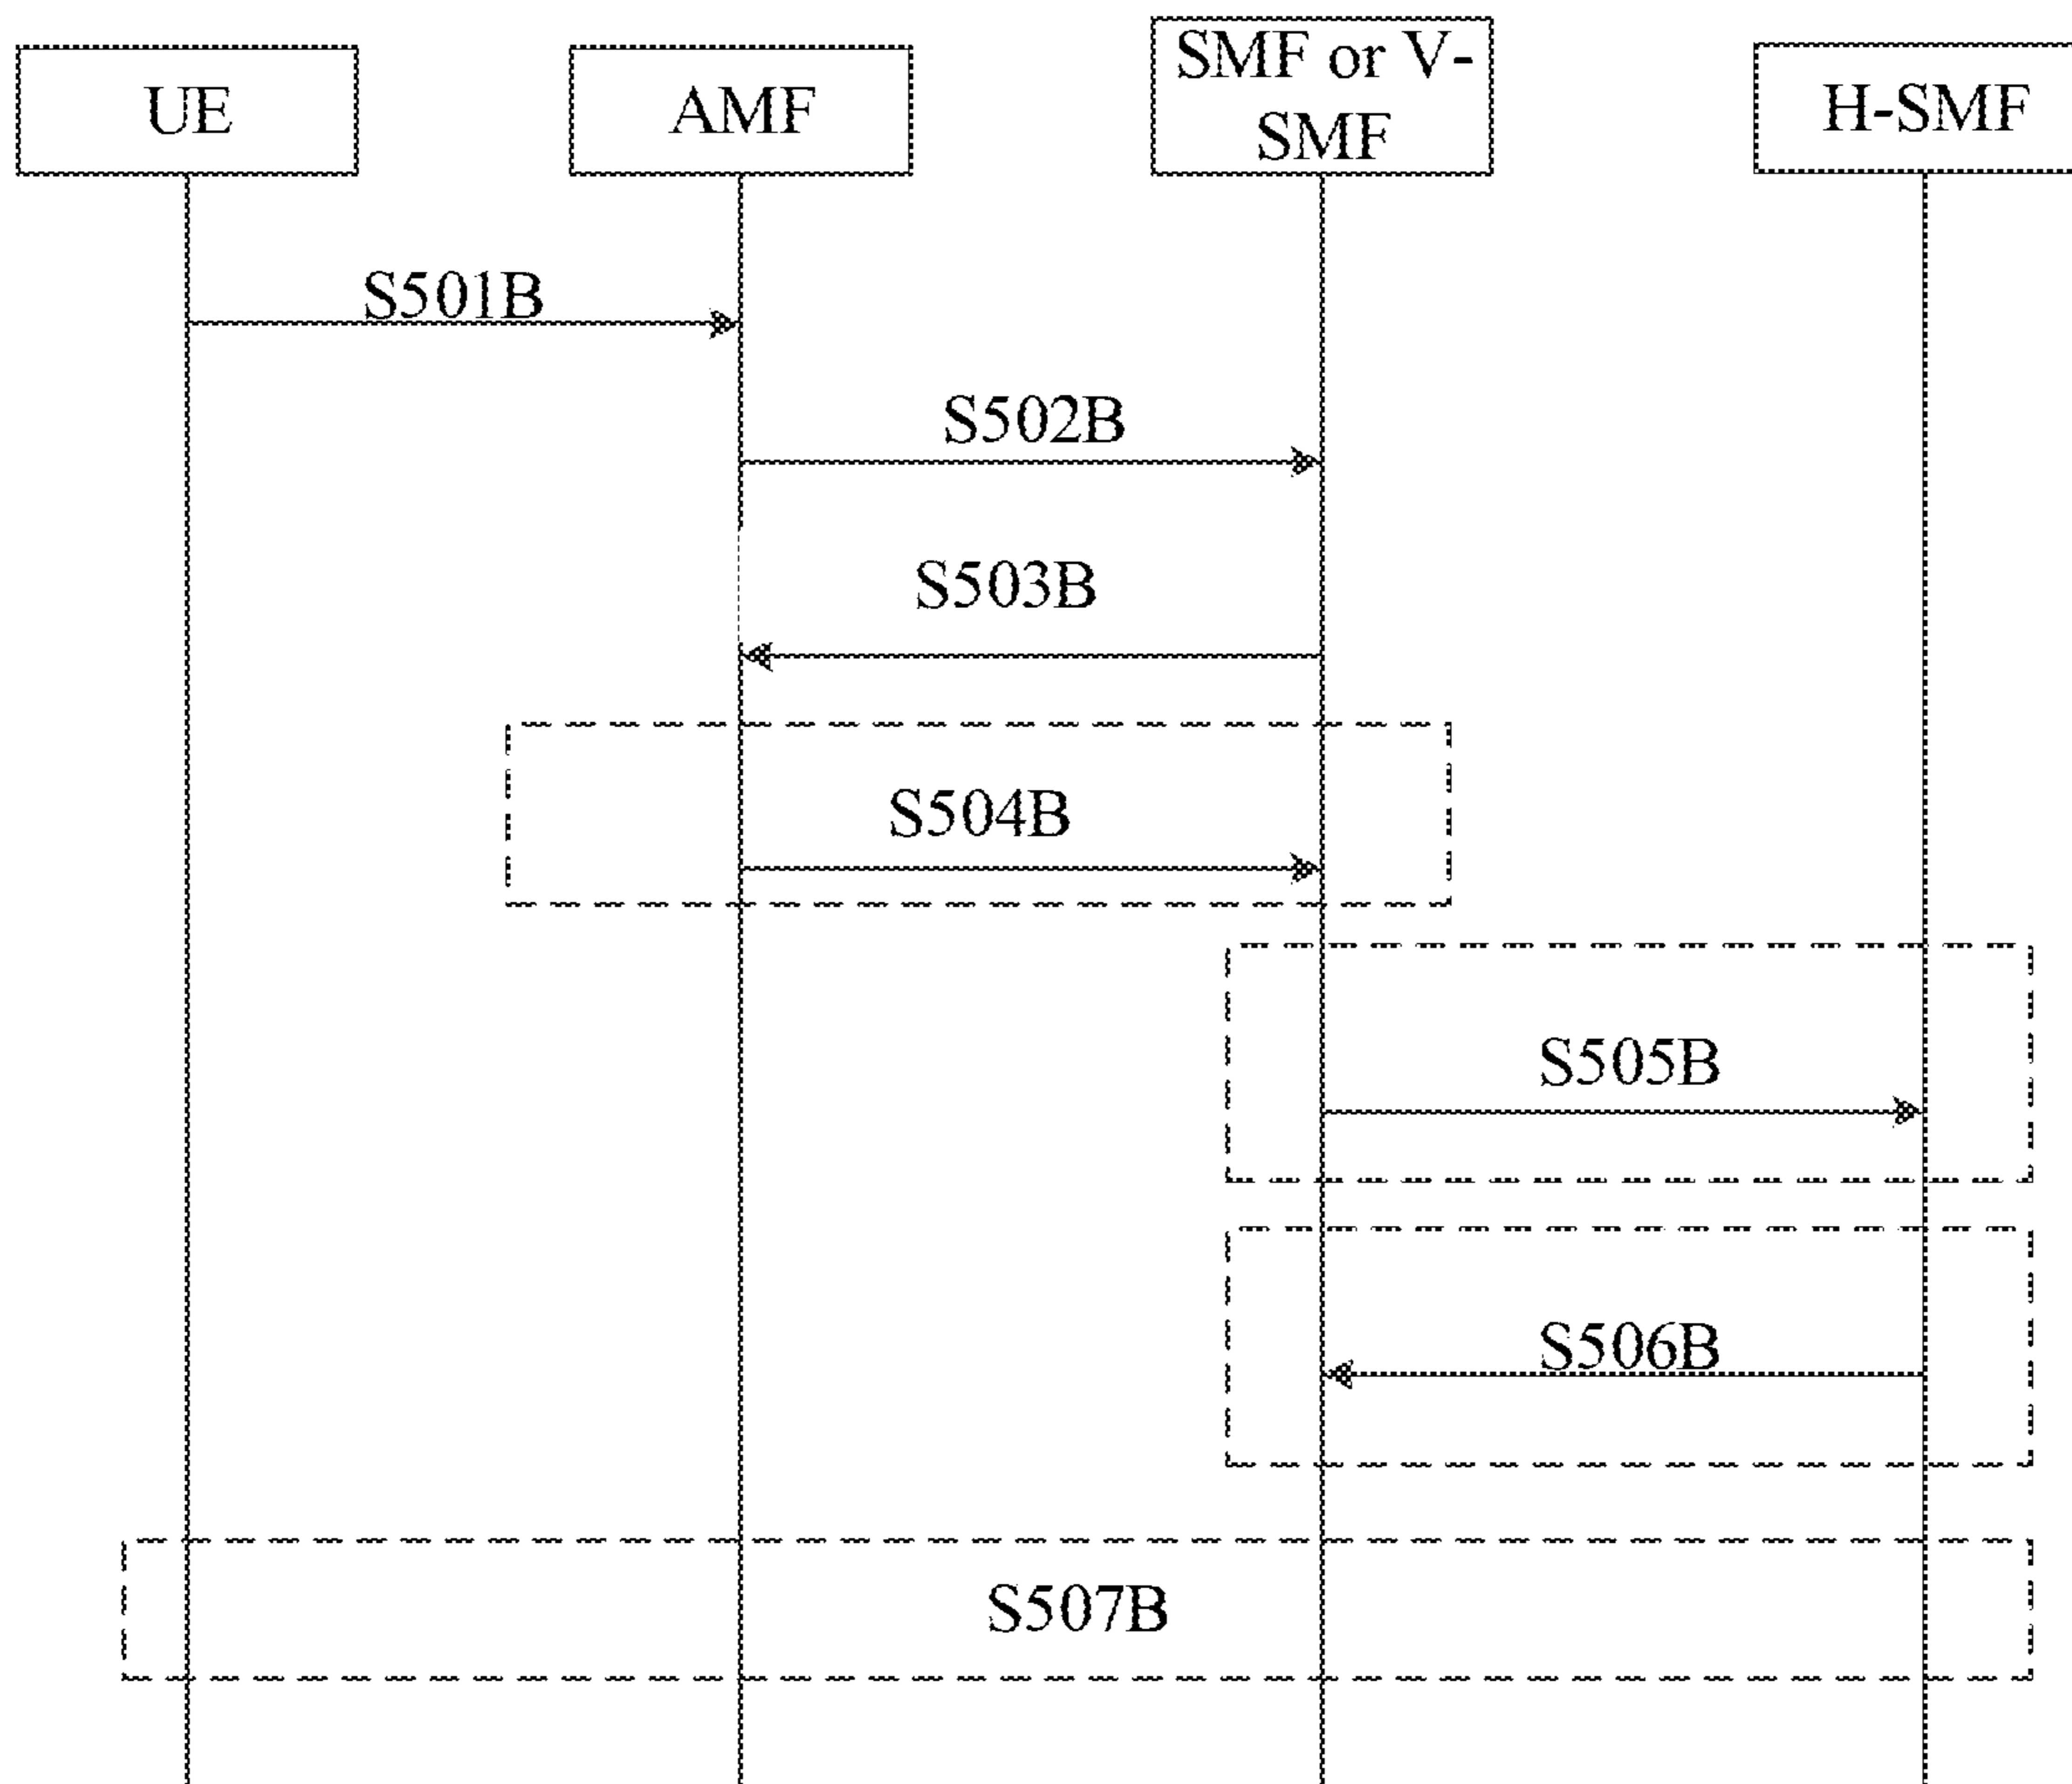 UE
AMF
SMF or V-
SMF
H-SMF
S501B
S502B
S503B
S504B
S505B
S506B
S507B